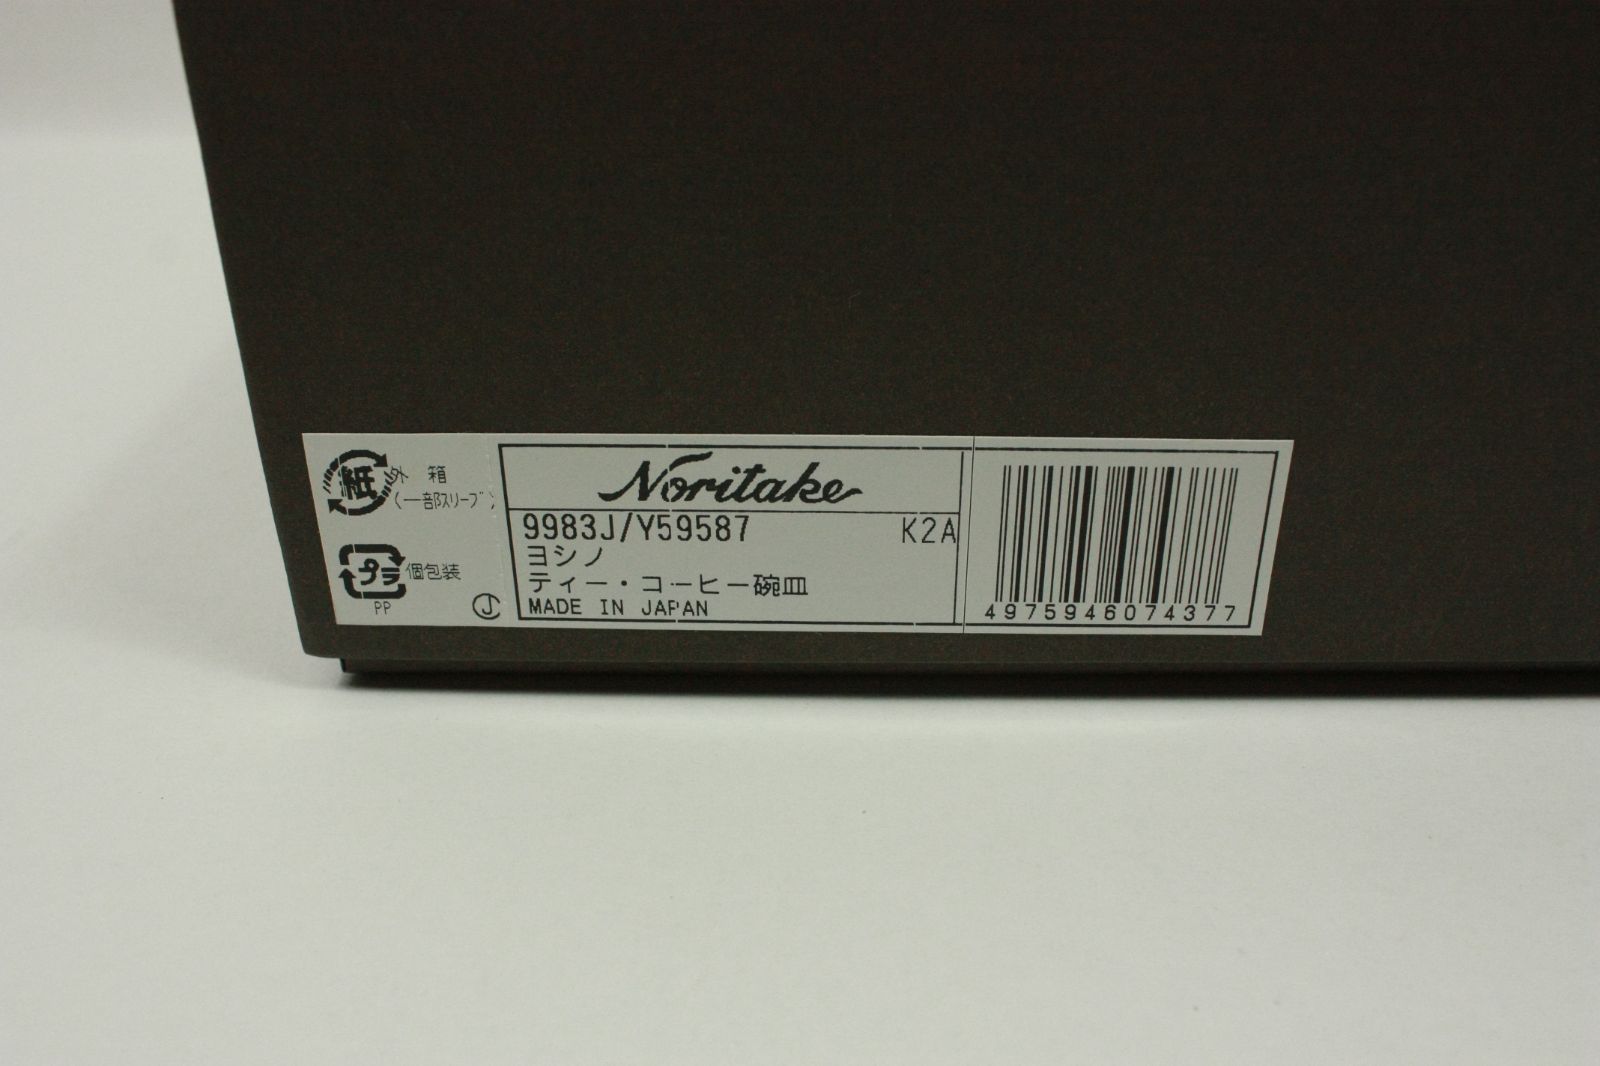 紙 外 箱
(一部スリーブ)
プラ 個包装
PP
J
Noritake
9983J/Y59587 K2A
ヨシノ
ティー・コーヒー碗皿
MADE IN JAPAN
4975946074377